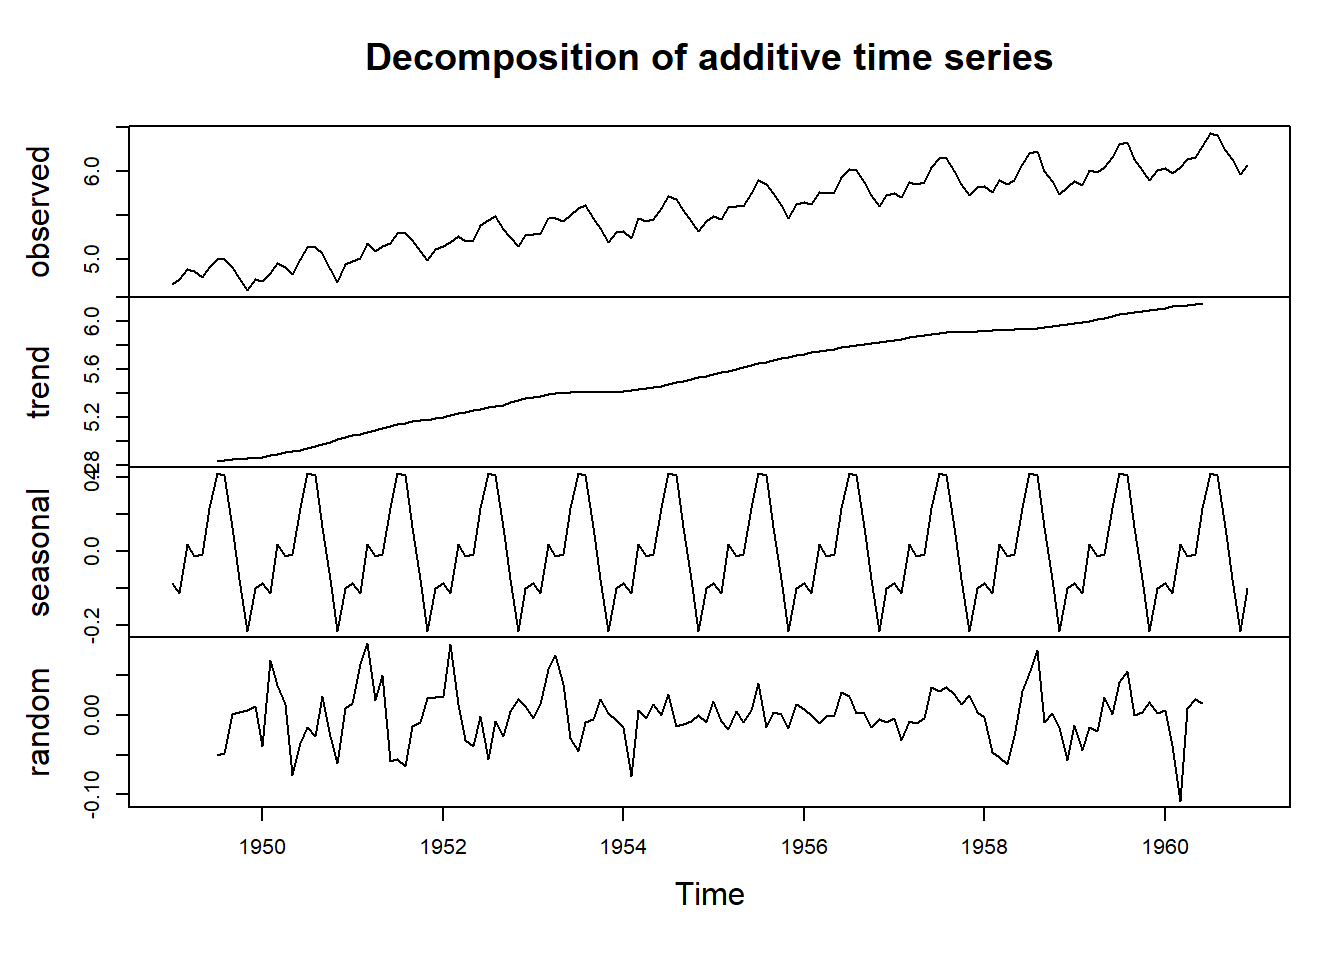 Decomposition of additive time series
observed
6.0
5.0
trend
6.0
5.6
5.2
4.8
seasonal
0.2
0.0
-0.2
random
0.00
-0.10
1950 1952 1954 1956 1958 1960
Time